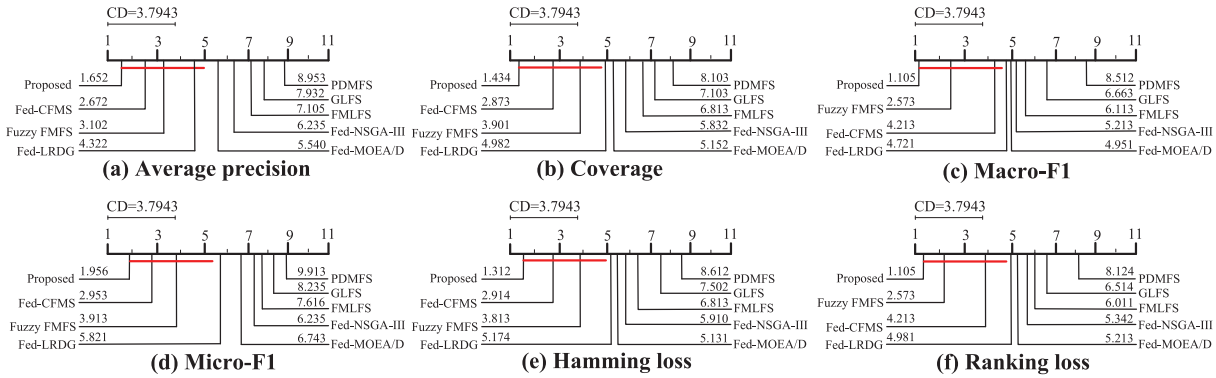 CD=3.7943
1 3 5 7 9 11
Proposed 1.652
Fed-CFMS 2.672
Fuzzy FMFS 3.102
Fed-LRDG 4.322
8.953 PDMFS
7.932 GLFS
7.105 FMLFS
6.235 Fed-NSGA-III
5.540 Fed-MOEA/D
(a) Average precision
CD=3.7943
1 3 5 7 9 11
Proposed 1.434
Fed-CFMS 2.873
Fuzzy FMFS 3.901
Fed-LRDG 4.982
8.103 PDMFS
7.103 GLFS
6.813 FMLFS
5.832 Fed-NSGA-III
5.152 Fed-MOEA/D
(b) Coverage
CD=3.7943
1 3 5 7 9 11
Proposed 1.105
Fuzzy FMFS 2.573
Fed-CFMS 4.213
Fed-LRDG 4.721
8.512 PDMFS
6.663 GLFS
6.113 FMLFS
5.213 Fed-NSGA-III
4.951 Fed-MOEA/D
(c) Macro-F1
CD=3.7943
1 3 5 7 9 11
Proposed 1.956
Fed-CFMS 2.953
Fuzzy FMFS 3.913
Fed-LRDG 5.821
9.913 PDMFS
8.235 GLFS
7.616 FMLFS
6.235 Fed-NSGA-III
6.743 Fed-MOEA/D
(d) Micro-F1
CD=3.7943
1 3 5 7 9 11
Proposed 1.312
Fed-CFMS 2.914
Fuzzy FMFS 3.813
Fed-LRDG 5.174
8.612 PDMFS
7.502 GLFS
6.813 FMLFS
5.910 Fed-NSGA-III
5.131 Fed-MOEA/D
(e) Hamming loss
CD=3.7943
1 3 5 7 9 11
Proposed 1.105
Fuzzy FMFS 2.573
Fed-CFMS 4.213
Fed-LRDG 4.981
8.124 PDMFS
6.514 GLFS
6.011 FMLFS
5.342 Fed-NSGA-III
5.213 Fed-MOEA/D
(f) Ranking loss